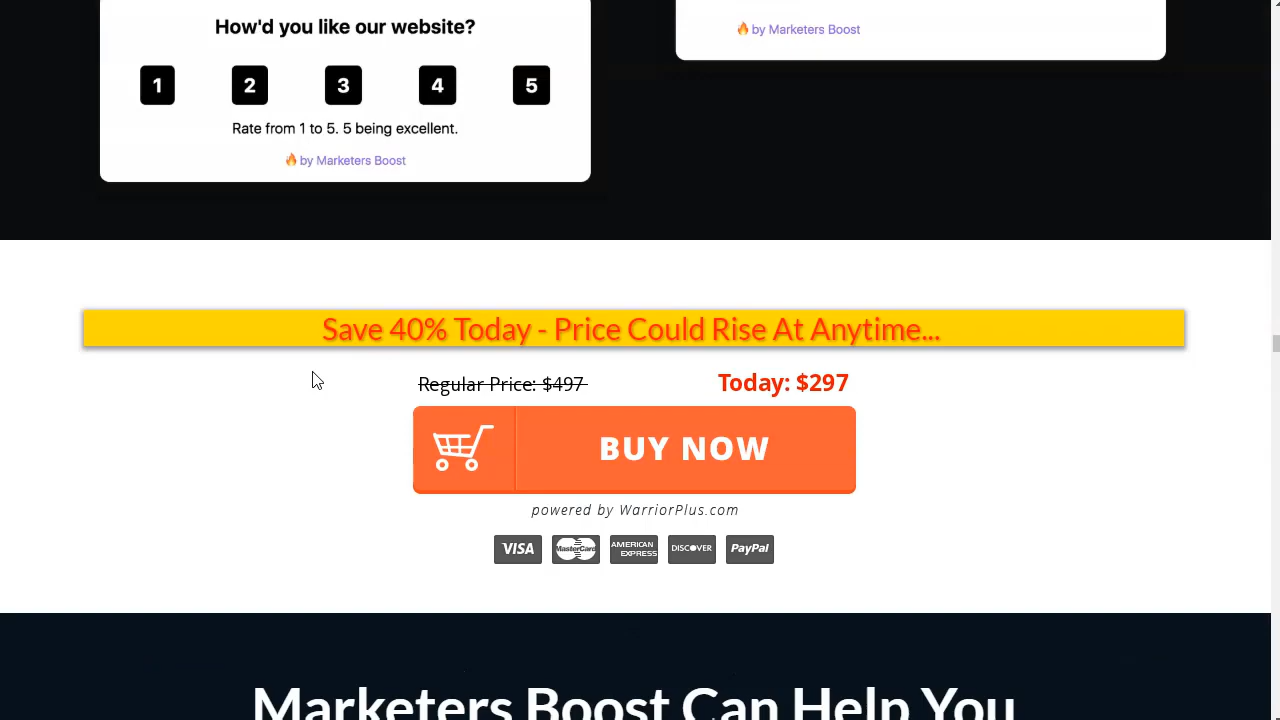 How'd you like our website?
1 2 3 4 5
Rate from 1 to 5. 5 being excellent.
🔥 by Marketers Boost
🔥 by Marketers Boost
Save 40% Today - Price Could Rise At Anytime...
Regular Price: $497 Today: $297
BUY NOW
powered by WarriorPlus.com
VISA MasterCard AMERICAN EXPRESS DISCOVER PayPal
Marketers Boost Can Help You